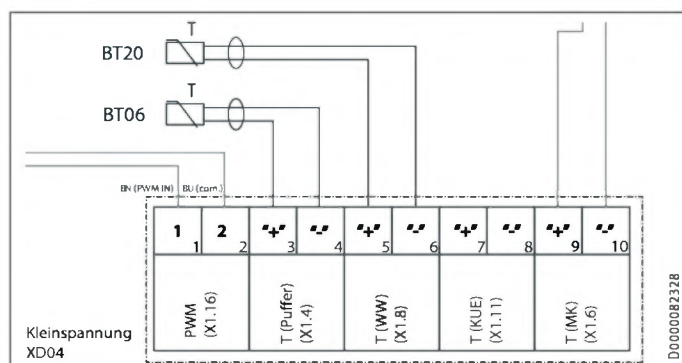 T
BT20
T
BT06
BN (PWM IN) BU (com.)
1 2 "+" "-" "+" "-" "+" "-" "+" "-"
1 2 3 4 5 6 7 8 9 10
PWM (X1.16)
T (Puffer) (X1.4)
T (WW) (X1.8)
T (KUE) (X1.11)
T (MK) (X1.6)
Kleinspannung
XD04
D0000082328